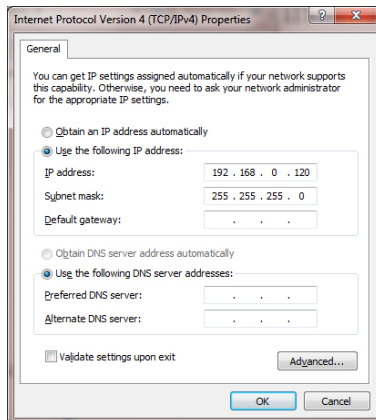 Internet Protocol Version 4 (TCP/IPv4) Properties
General
You can get IP settings assigned automatically if your network supports
this capability. Otherwise, you need to ask your network administrator
for the appropriate IP settings.
Obtain an IP address automatically
Use the following IP address:
IP address: 192 . 168 . 0 . 120
Subnet mask: 255 . 255 . 255 . 0
Default gateway: . . .
Obtain DNS server address automatically
Use the following DNS server addresses:
Preferred DNS server: . . .
Alternate DNS server: . . .
Validate settings upon exit
Advanced...
OK Cancel